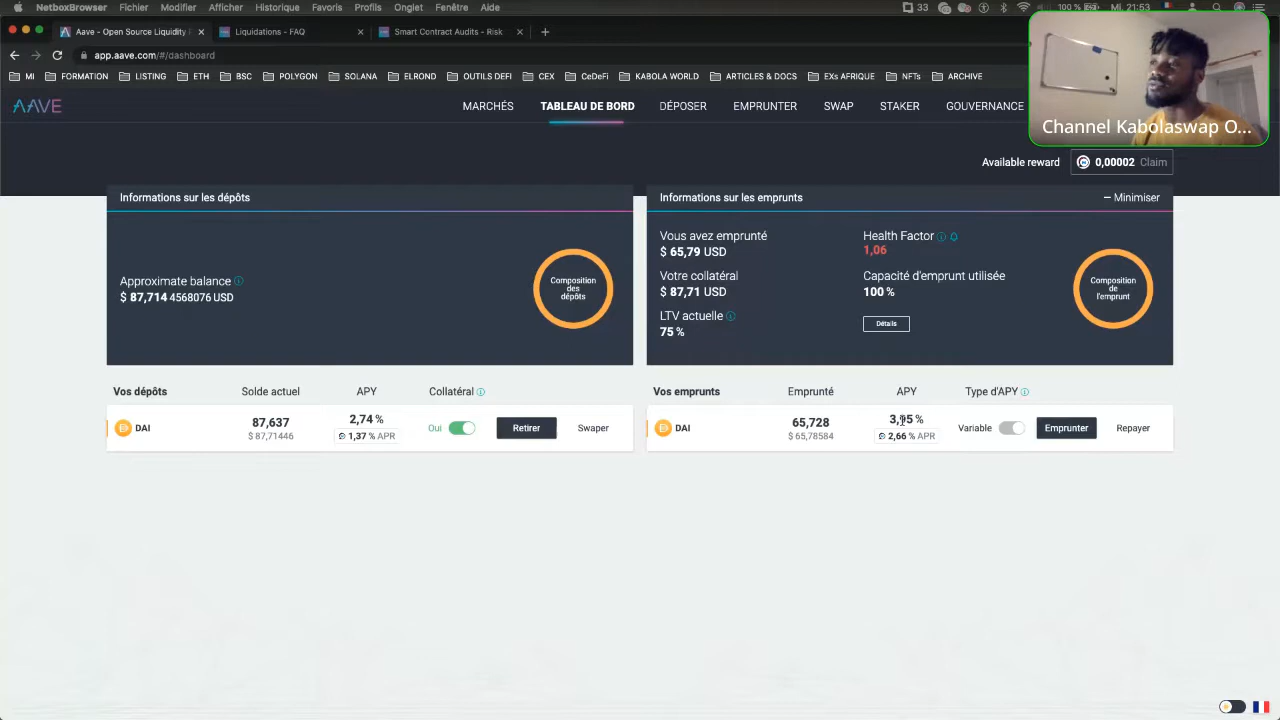 NetboxBrowser Fichier Modifier Afficher Historique Favoris Profils Onglet Fenêtre Aide 33 100 % Mar. 21:53
Aave - Open Source Liquidity Liquidations - FAQ Smart Contract Audits - Risk
app.aave.com/#/dashboard
MI FORMATION LISTING ETH BSC POLYGON SOLANA ELROND OUTILS DEFI CEX CeDeFi KABOLA WORLD ARTICLES & DOCS EXs AFRIQUE NFTs ARCHIVE
AAVE MARCHÉS TABLEAU DE BORD DÉPOSER EMPRUNTER SWAP STAKER GOUVERNANCE
Channel Kabolaswap O...
Available reward 0,00002 Claim
Informations sur les dépôts
Approximate balance
$ 87,714 4568076 USD
Composition
des
dépôts
Informations sur les emprunts — Minimiser
Vous avez emprunté
$ 65,79 USD
Votre collatéral
$ 87,71 USD
LTV actuelle
75 %
Health Factor
1,06
Capacité d'emprunt utilisée
100 %
Détails
Composition
de
l'emprunt
Vos dépôts Solde actuel APY Collatéral
DAI 87,637 2,74 % Oui Retirer Swaper
$ 87,71446 1,37 % APR
Vos emprunts Emprunté APY Type d'APY
DAI 65,728 Variable Emprunter Repayer
$ 65,78584 2,66 % APR